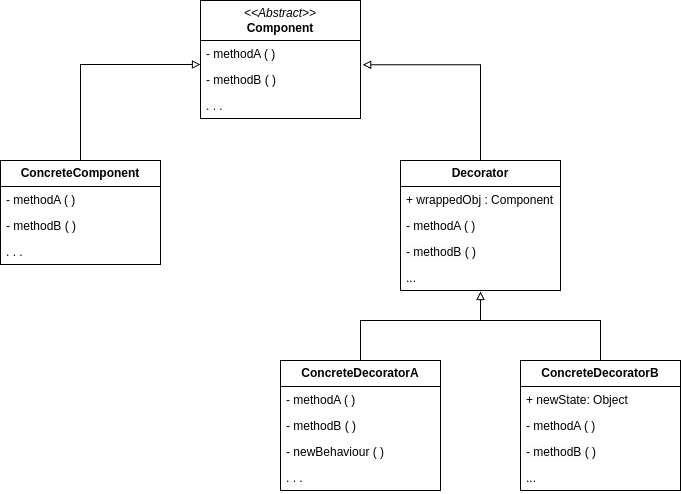 <<Abstract>>
Component
- methodA ( )
- methodB ( )
. . .
ConcreteComponent
- methodA ( )
- methodB ( )
. . .
Decorator
+ wrappedObj : Component
- methodA ( )
- methodB ( )
...
ConcreteDecoratorA
- methodA ( )
- methodB ( )
- newBehaviour ( )
. . .
ConcreteDecoratorB
+ newState: Object
- methodA ( )
- methodB ( )
...